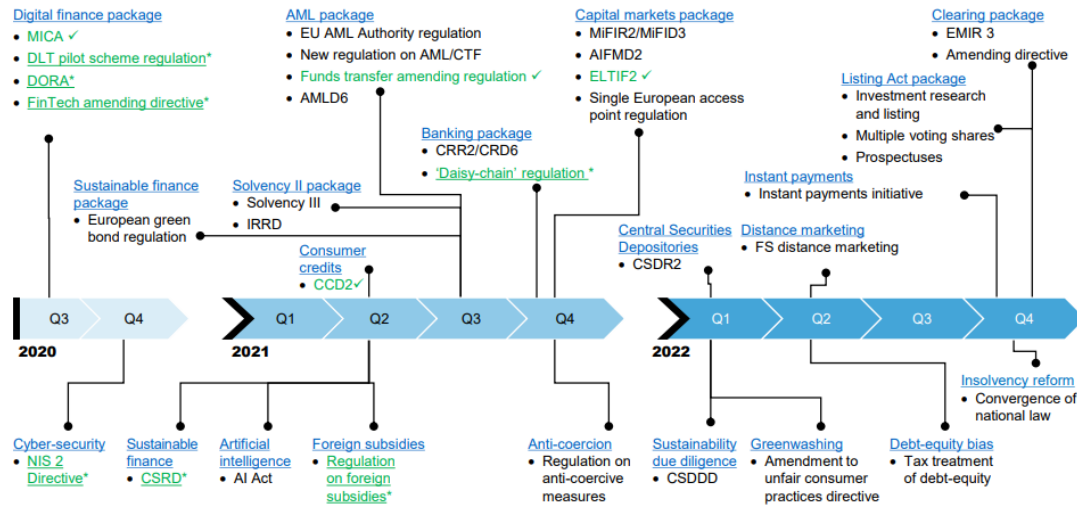 Digital finance package
• MICA ✓
• DLT pilot scheme regulation*
• DORA*
• FinTech amending directive*
AML package
• EU AML Authority regulation
• New regulation on AML/CTF
• Funds transfer amending regulation ✓
• AMLD6
Capital markets package
• MiFIR2/MiFID3
• AIFMD2
• ELTIF2 ✓
• Single European access
point regulation
Clearing package
• EMIR 3
• Amending directive
Listing Act package
• Investment research
and listing
• Multiple voting shares
• Prospectuses
Banking package
• CRR2/CRD6
• ‘Daisy-chain’ regulation *
Sustainable finance
package
• European green
bond regulation
Solvency II package
• Solvency III
• IRRD
Instant payments
• Instant payments initiative
Consumer
credits
• CCD2✓
Central Securities
Depositories
• CSDR2
Distance marketing
• FS distance marketing
Q3
Q4
Q1
Q2
Q3
Q4
Q1
Q2
Q3
Q4
2020
2021
2022
Insolvency reform
• Convergence of
national law
Cyber-security
• NIS 2
Directive*
Sustainable
finance
• CSRD*
Artificial
intelligence
• AI Act
Foreign subsidies
• Regulation
on foreign
subsidies*
Anti-coercion
• Regulation on
anti-coercive
measures
Sustainability
due diligence
• CSDDD
Greenwashing
• Amendment to
unfair consumer
practices directive
Debt-equity bias
• Tax treatment
of debt-equity